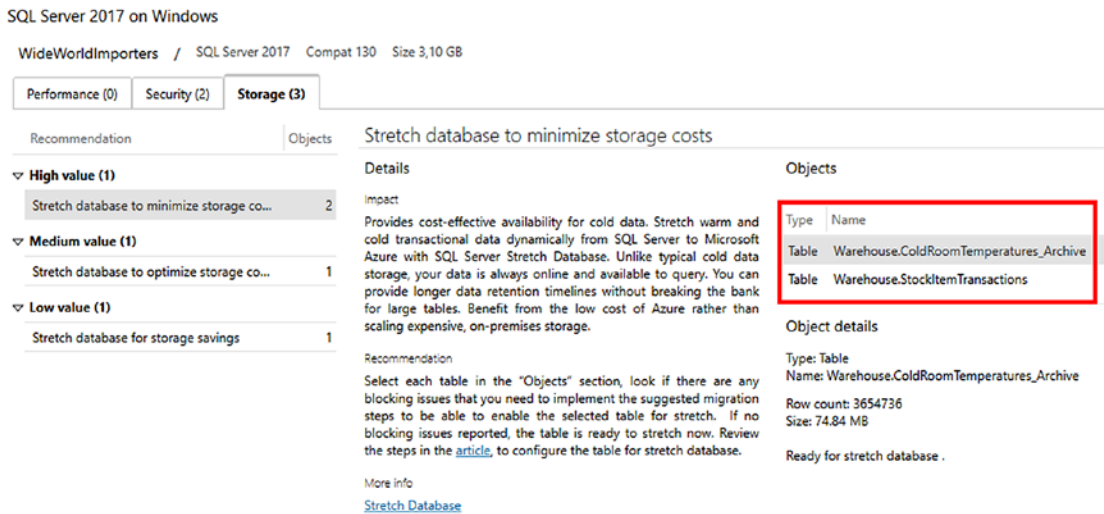 SQL Server 2017 on Windows
WideWorldImporters / SQL Server 2017 Compat 130 Size 3,10 GB
Performance (0) Security (2) Storage (3)
Recommendation Objects
High value (1)
Stretch database to minimize storage co... 2
Medium value (1)
Stretch database to optimize storage co... 1
Low value (1)
Stretch database for storage savings 1
Stretch database to minimize storage costs
Details
Impact
Provides cost-effective availability for cold data. Stretch warm and
cold transactional data dynamically from SQL Server to Microsoft
Azure with SQL Server Stretch Database. Unlike typical cold data
storage, your data is always online and available to query. You can
provide longer data retention timelines without breaking the bank
for large tables. Benefit from the low cost of Azure rather than
scaling expensive, on-premises storage.
Recommendation
Select each table in the "Objects" section, look if there are any
blocking issues that you need to implement the suggested migration
steps to be able to enable the selected table for stretch. If no
blocking issues reported, the table is ready to stretch now. Review
the steps in the article, to configure the table for stretch database.
More info
Stretch Database
Objects
Type Name
Table Warehouse.ColdRoomTemperatures_Archive
Table Warehouse.StockItemTransactions
Object details
Type: Table
Name: Warehouse.ColdRoomTemperatures_Archive
Row count: 3654736
Size: 74.84 MB
Ready for stretch database .